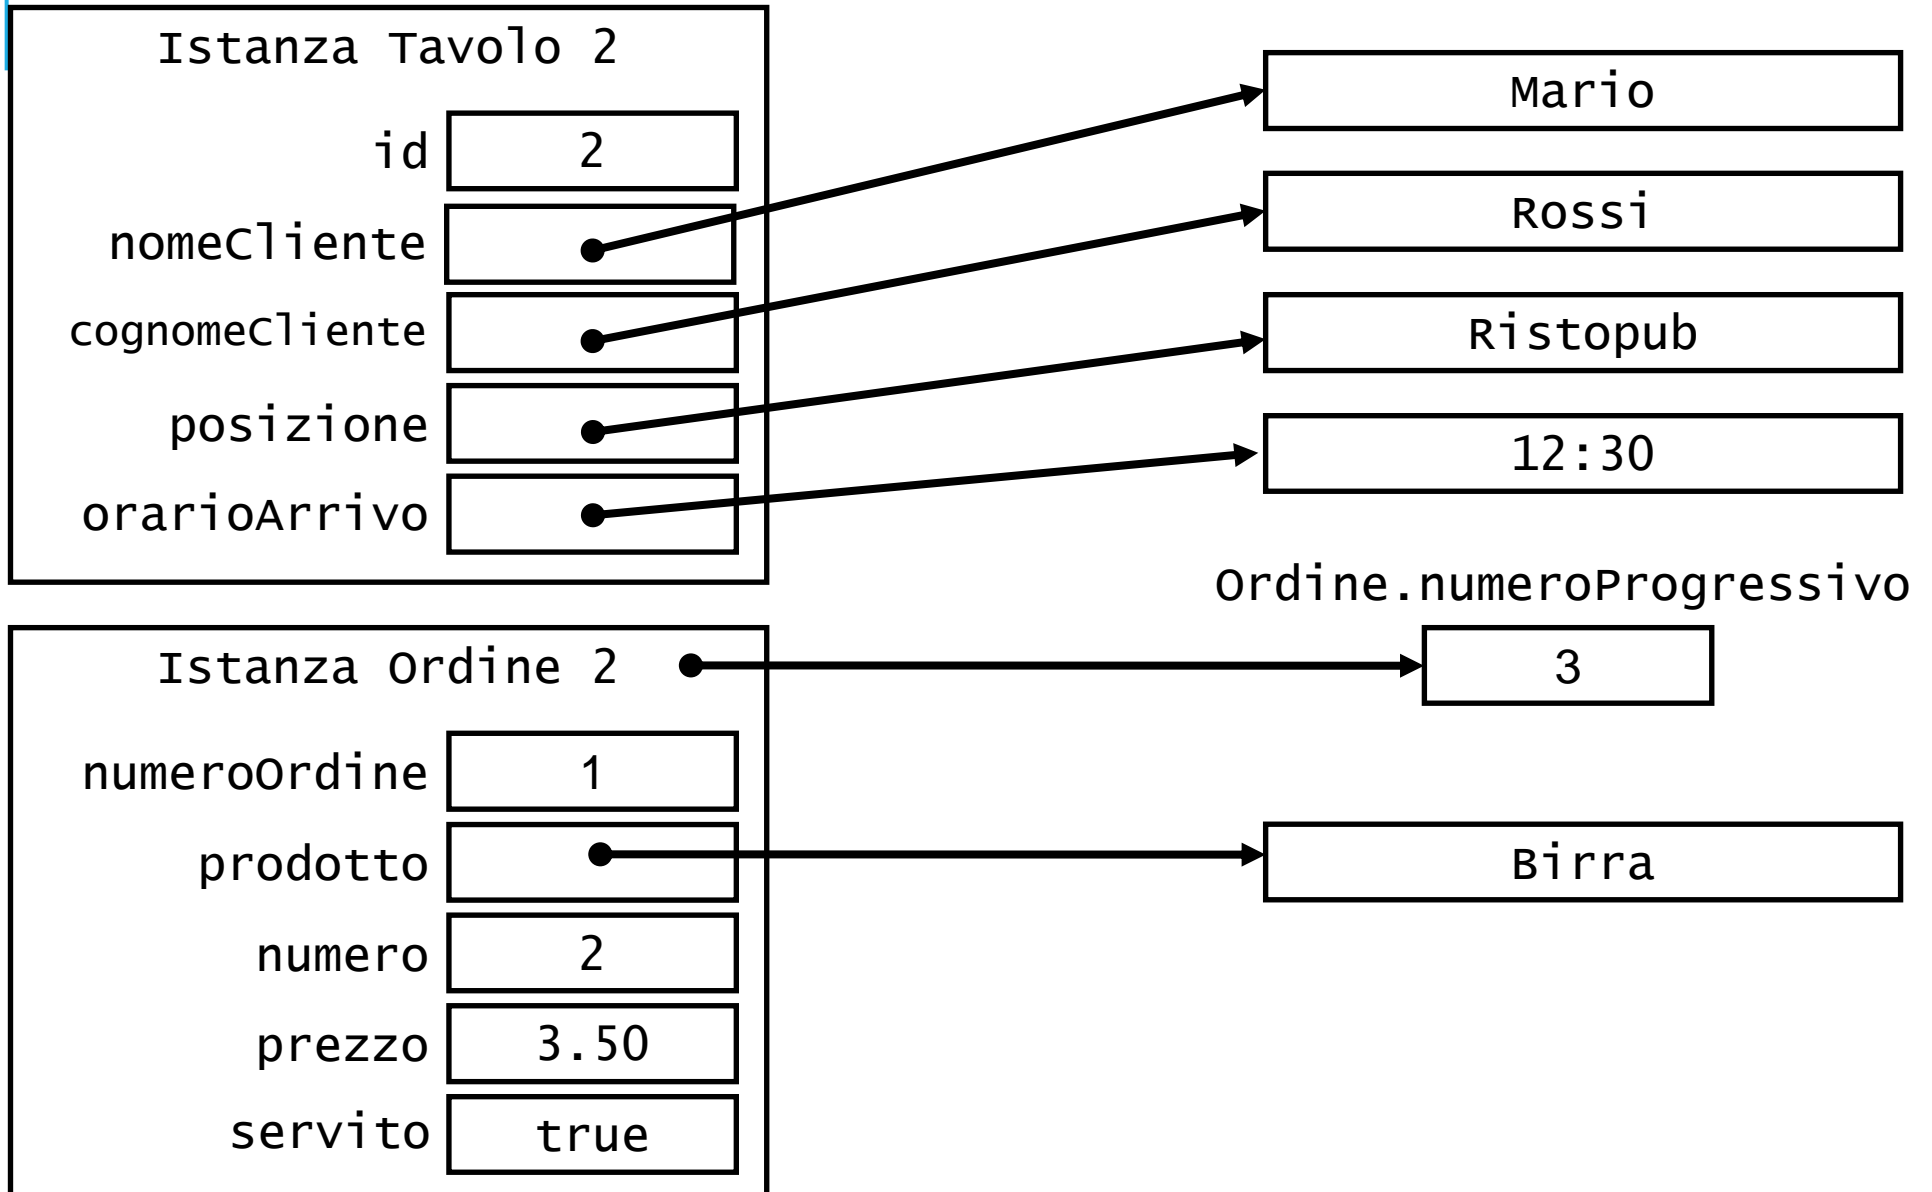 Istanza Tavolo 2
id 2
nomeCliente
cognomeCliente
posizione
orarioArrivo
Mario
Rossi
Ristopub
12:30
Ordine.numeroProgressivo
3
Istanza Ordine 2
numeroOrdine 1
prodotto
Birra
numero 2
prezzo 3.50
servito true